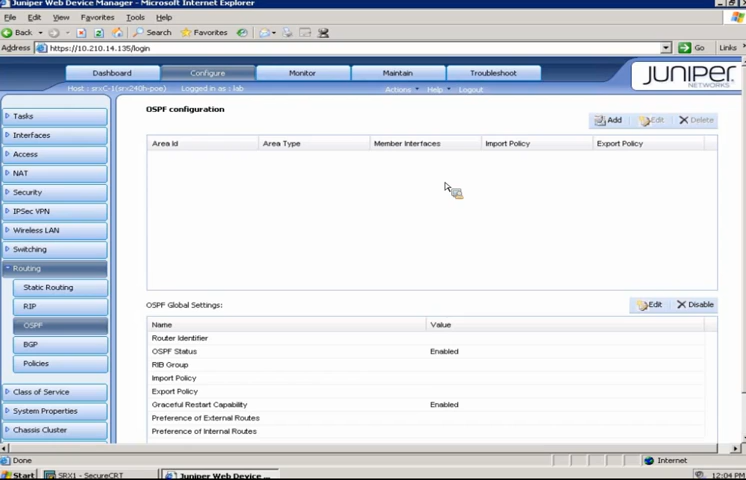 Juniper Web Device Manager - Microsoft Internet Explorer
File Edit View Favorites Tools Help
Back Search Favorites
Address https://10.210.14.135/login Go Links
Dashboard Configure Monitor Maintain Troubleshoot
JUNIPER NETWORKS
Host : srxC-1(srx240h-poe) Logged in as : lab Actions Help Logout
OSPF configuration
Add Edit Delete
Area Id Area Type Member Interfaces Import Policy Export Policy
Tasks
Interfaces
Access
NAT
Security
IPSec VPN
Wireless LAN
Switching
Routing
Static Routing
RIP
OSPF
BGP
Policies
Class of Service
System Properties
Chassis Cluster
OSPF Global Settings:
Edit Disable
Name Value
Router Identifier
OSPF Status Enabled
RIB Group
Import Policy
Export Policy
Graceful Restart Capability Enabled
Preference of External Routes
Preference of Internal Routes
Done Internet
Start SRX1 - SecureCRT Juniper Web Device ... 12:04 PM